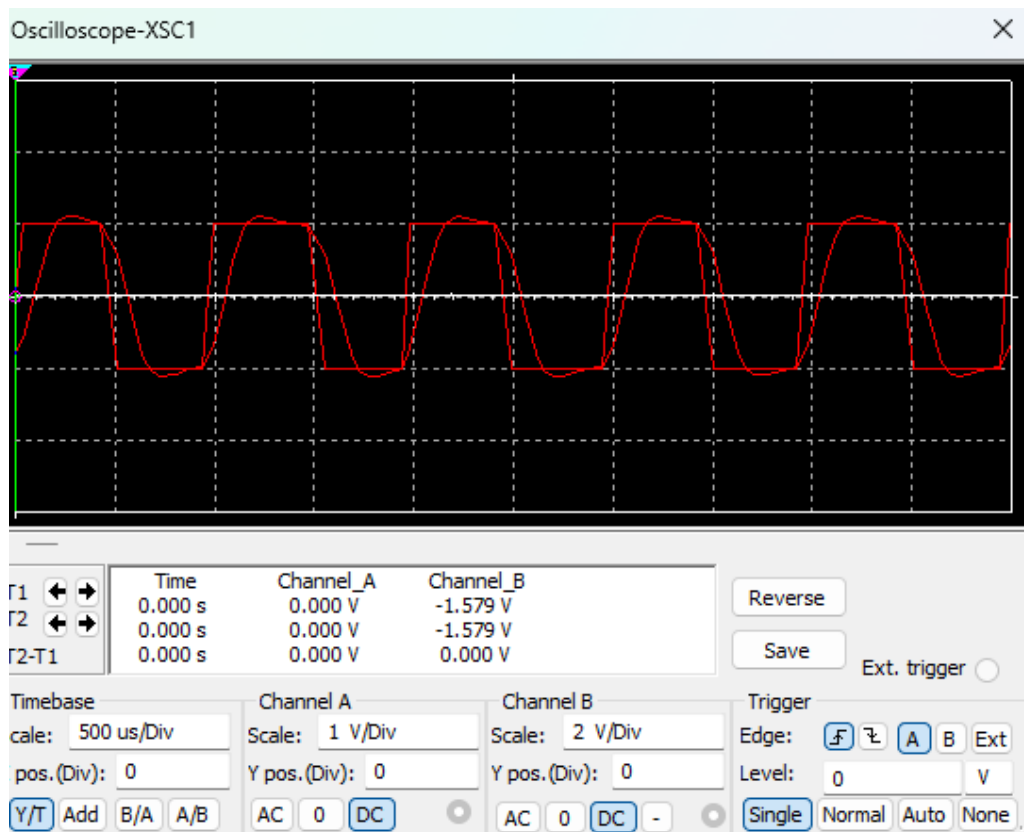 Oscilloscope-XSC1
T1
T2
T2-T1
Time Channel_A Channel_B
0.000 s 0.000 V -1.579 V
0.000 s 0.000 V -1.579 V
0.000 s 0.000 V 0.000 V
Reverse
Save
Ext. trigger
Timebase Channel A Channel B Trigger
cale: 500 us/Div Scale: 1 V/Div Scale: 2 V/Div Edge: A B Ext
pos.(Div): 0 Y pos.(Div): 0 Y pos.(Div): 0 Level: 0 V
Y/T Add B/A A/B AC 0 DC AC 0 DC - Single Normal Auto None